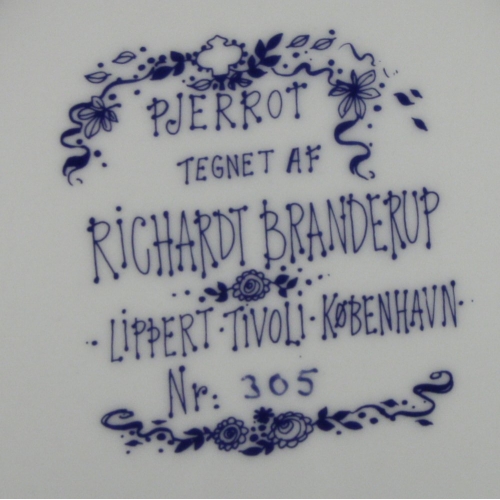 PJERROT
TEGNET AF
RICHARDT BRANDERUP
· LIPPERT · TIVOLI · KØBENHAVN ·
Nr: 305